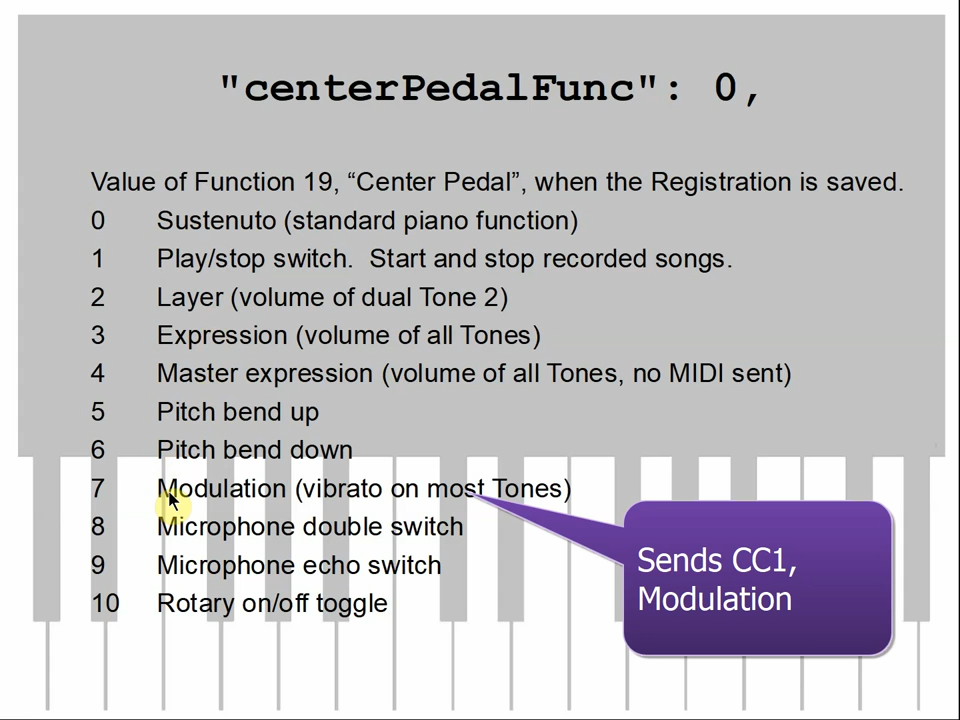 "centerPedalFunc": 0,
Value of Function 19, “Center Pedal”, when the Registration is saved.
0 Sustenuto (standard piano function)
1 Play/stop switch. Start and stop recorded songs.
2 Layer (volume of dual Tone 2)
3 Expression (volume of all Tones)
4 Master expression (volume of all Tones, no MIDI sent)
5 Pitch bend up
6 Pitch bend down
7 Modulation (vibrato on most Tones)
8 Microphone double switch
9 Microphone echo switch
10 Rotary on/off toggle
Sends CC1,
Modulation